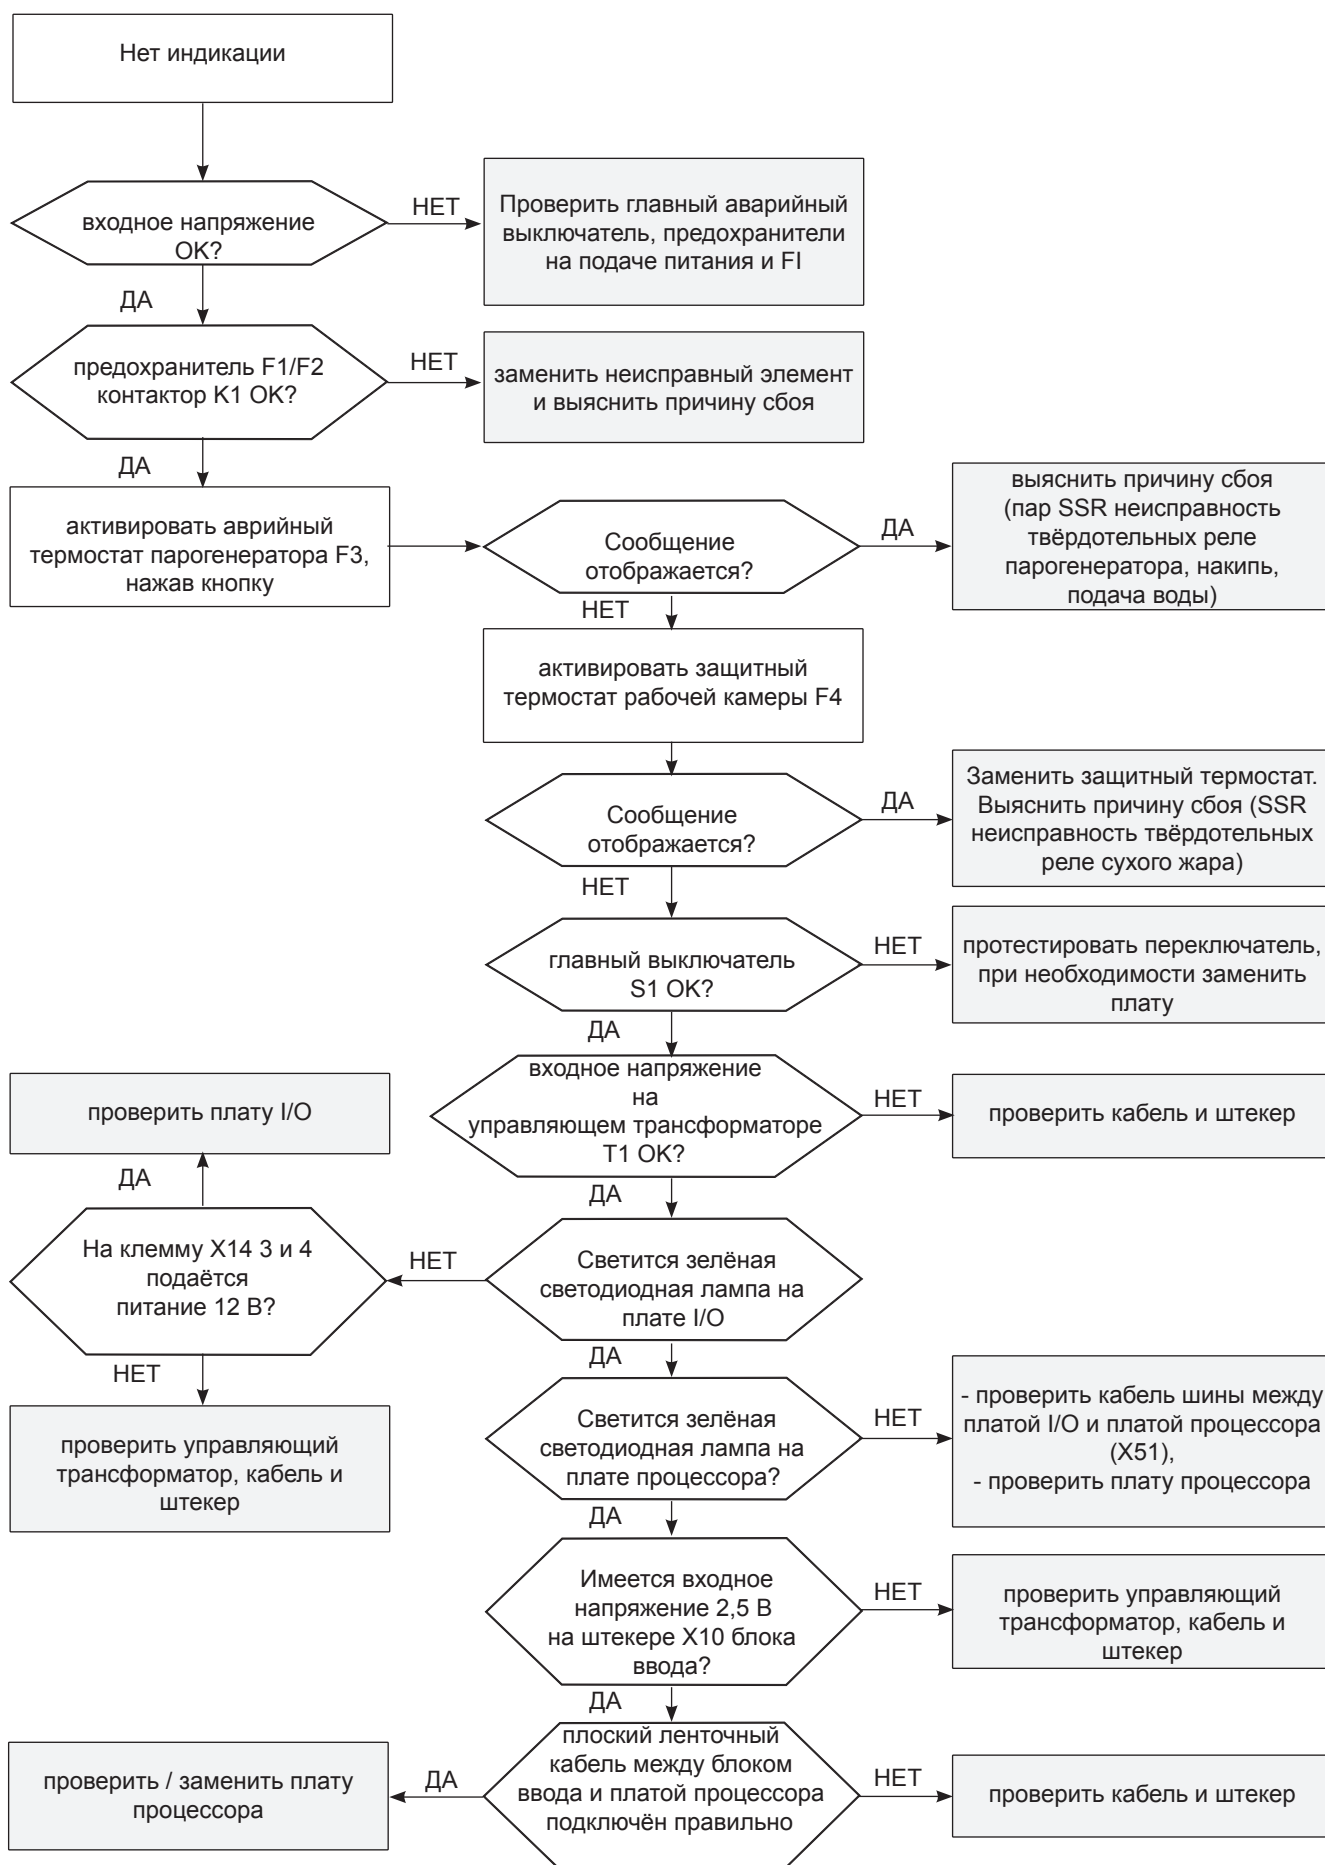 Нет индикации
входное напряжение
OK?
НЕТ
Проверить главный аварийный
выключатель, предохранители
на подаче питания и FI
ДА
предохранитель F1/F2
контактор K1 OK?
НЕТ
заменить неисправный элемент
и выяснить причину сбоя
ДА
активировать аврийный
термостат парогенератора F3,
нажав кнопку
Сообщение
отображается?
ДА
выяснить причину сбоя
(пар SSR неисправность
твёрдотельных реле
парогенератора, накипь,
подача воды)
НЕТ
активировать защитный
термостат рабочей камеры F4
Сообщение
отображается?
ДА
Заменить защитный термостат.
Выяснить причину сбоя (SSR
неисправность твёрдотельных
реле сухого жара)
НЕТ
главный выключатель
S1 OK?
НЕТ
протестировать переключатель,
при необходимости заменить
плату
ДА
входное напряжение
на
управляющем трансформаторе
T1 OK?
НЕТ
проверить кабель и штекер
ДА
Светится зелёная
светодиодная лампа на
плате I/O
НЕТ
На клемму X14 3 и 4
подаётся
питание 12 В?
ДА
проверить плату I/O
НЕТ
проверить управляющий
трансформатор, кабель и
штекер
ДА
Светится зелёная
светодиодная лампа на
плате процессора?
НЕТ
- проверить кабель шины между
платой I/O и платой процессора
(X51),
- проверить плату процессора
ДА
Имеется входное
напряжение 2,5 В
на штекере X10 блока
ввода?
НЕТ
проверить управляющий
трансформатор, кабель и
штекер
ДА
плоский ленточный
кабель между блоком
ввода и платой процессора
подключён правильно
НЕТ
проверить кабель и штекер
ДА
проверить / заменить плату
процессора